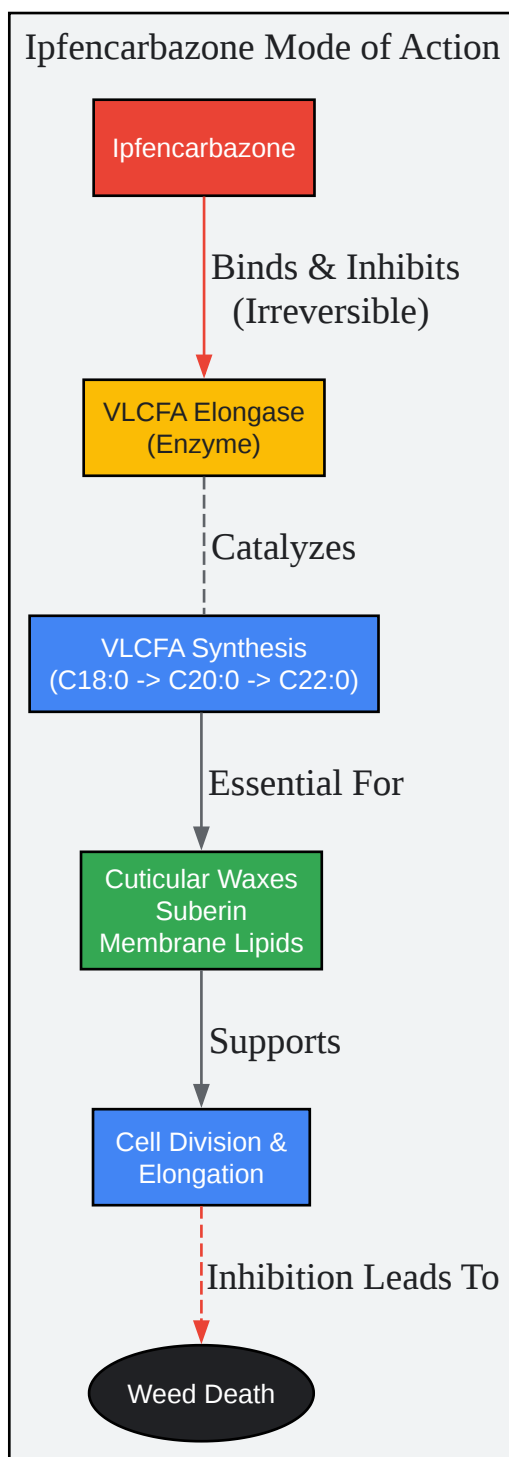 Ipfencarbazone Mode of Action
Ipfencarbazone
Binds & Inhibits
(Irreversible)
VLCFA Elongase
(Enzyme)
Catalyzes
VLCFA Synthesis
(C18:0 -> C20:0 -> C22:0)
Essential For
Cuticular Waxes
Suberin
Membrane Lipids
Supports
Cell Division &
Elongation
Inhibition Leads To
Weed Death